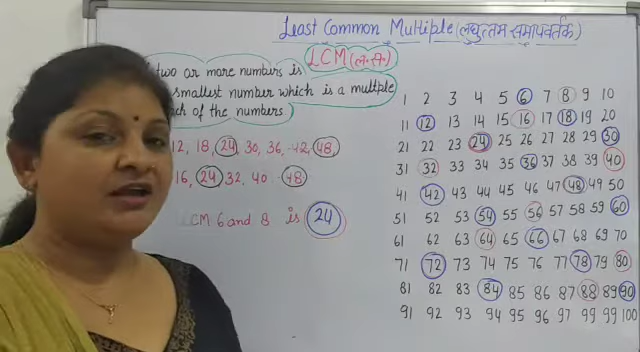 Least Common Multiple (लघुत्तम समापवर्तक)
LCM (ल.स.)
two or more numbers is
smallest number which is a multple
of the numbers)
12, 18, 24, 30, 36, 42, 48,
16, 24, 32, 40 48
LCM 6 and 8 is 24
1 2 3 4 5 6 7 8 9 10
11 12 13 14 15 16 17 18 19 20
21 22 23 24 25 26 27 28 29 30
31 32 33 34 35 36 37 38 39 40
41 42 43 44 45 46 47 48 49 50
51 52 53 54 55 56 57 58 59 60
61 62 63 64 65 66 67 68 69 70
71 72 73 74 75 76 77 78 79 80
81 82 83 84 85 86 87 88 89 90
91 92 93 94 95 96 97 99 99 100